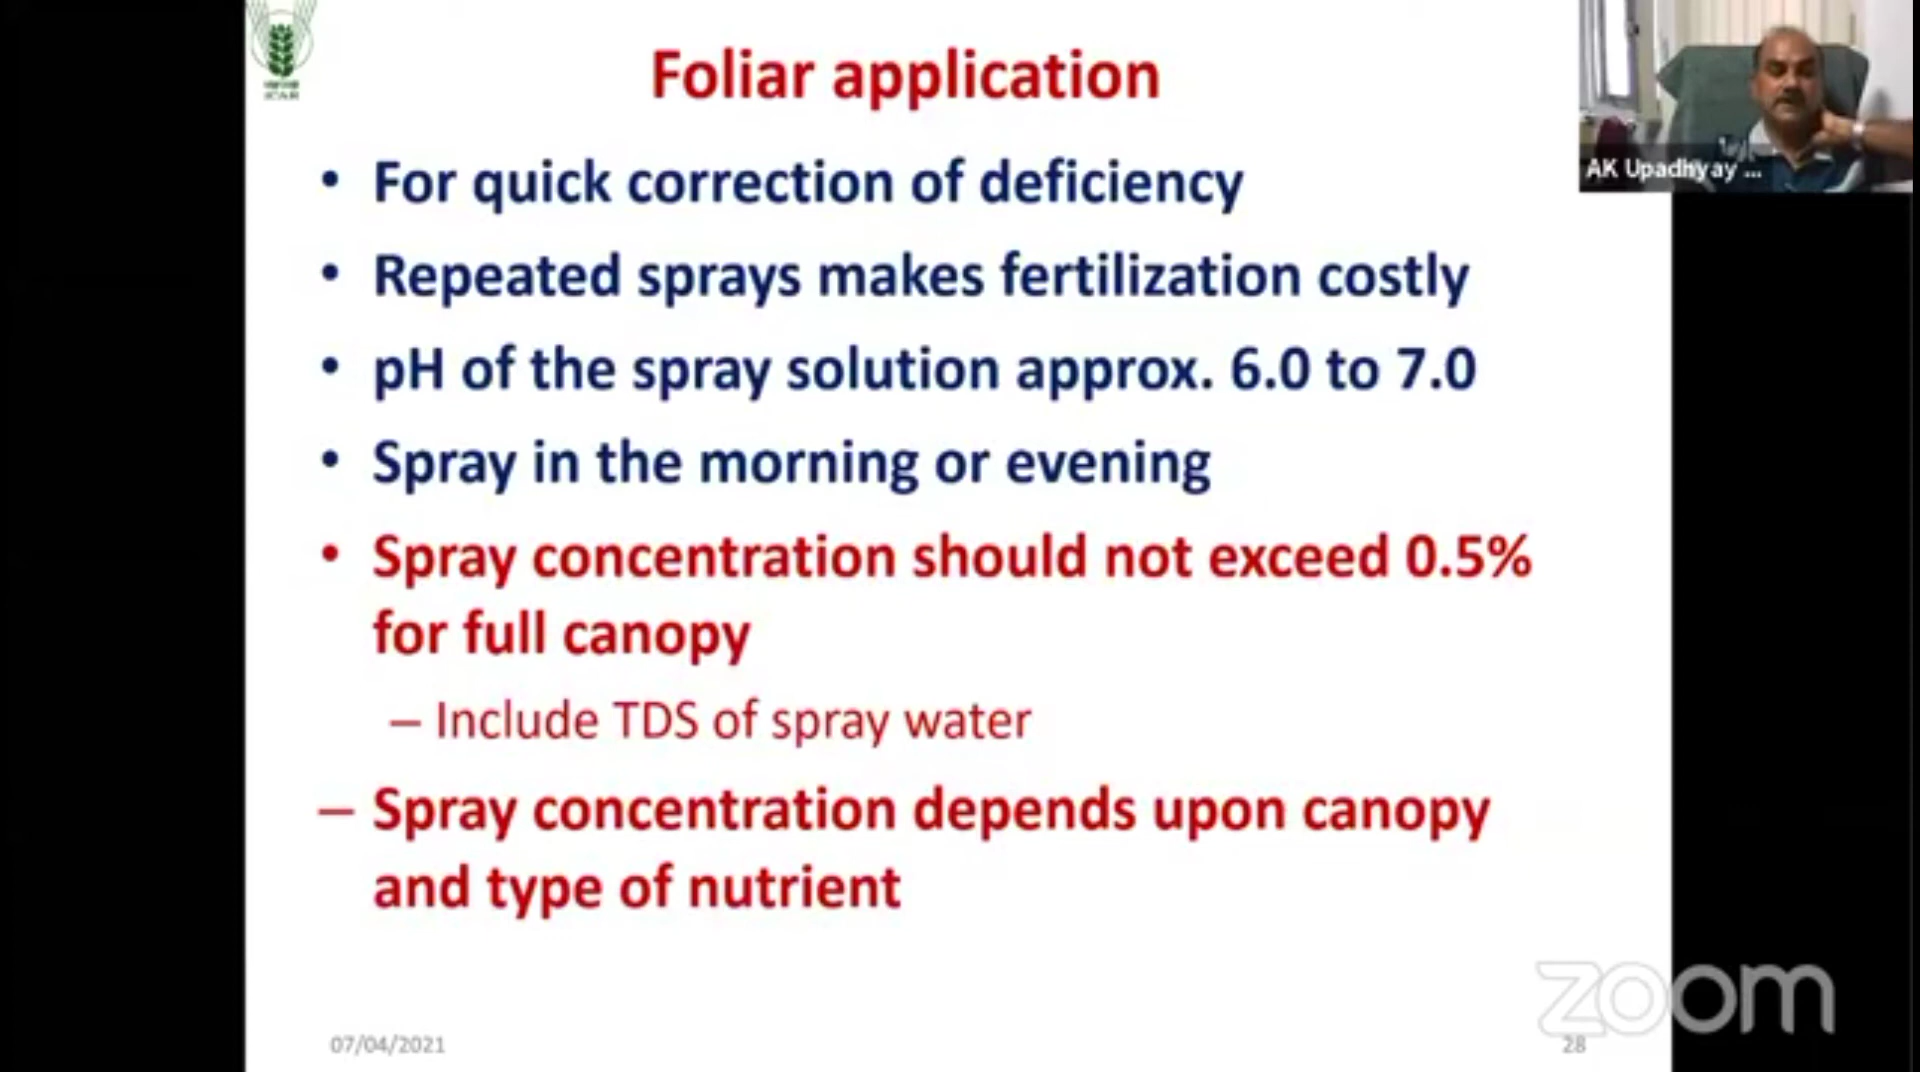 ICAR
Foliar application
AK Upadhyay ...
• For quick correction of deficiency
• Repeated sprays makes fertilization costly
• pH of the spray solution approx. 6.0 to 7.0
• Spray in the morning or evening
• Spray concentration should not exceed 0.5%
for full canopy
– Include TDS of spray water
– Spray concentration depends upon canopy
and type of nutrient
zoom
07/04/2021
28